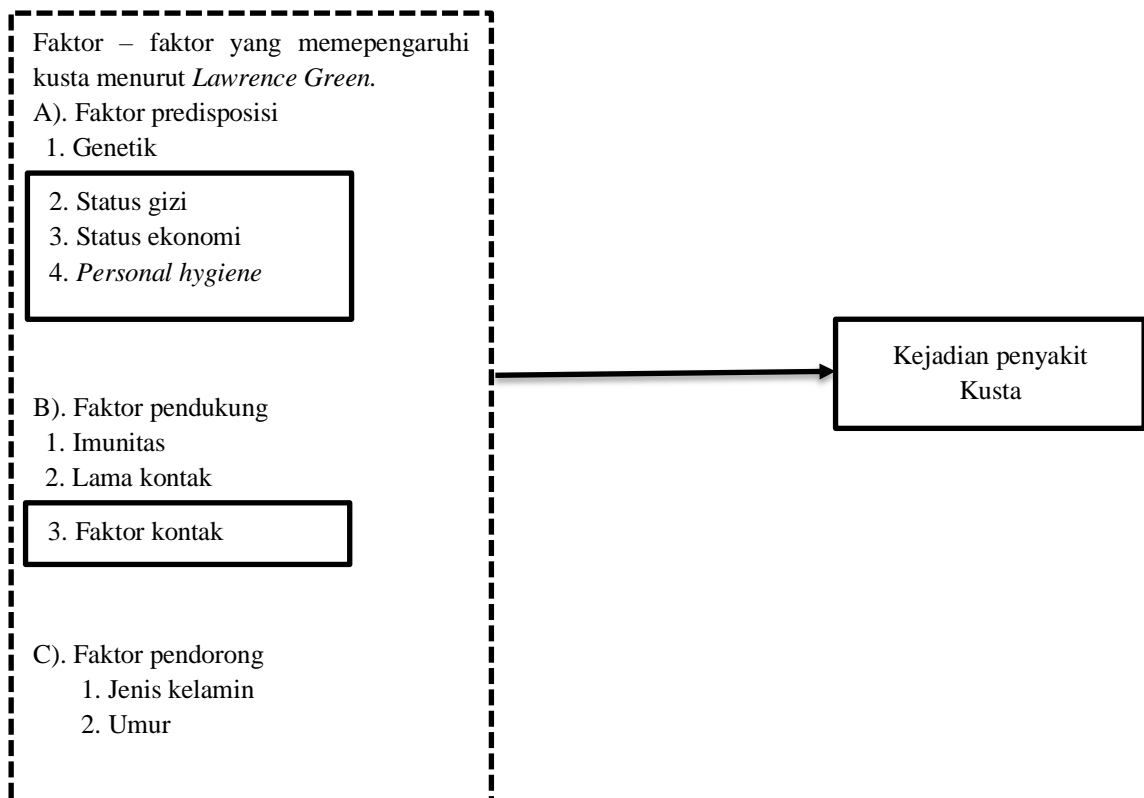 Faktor – faktor yang memepengaruhi
kusta menurut Lawrence Green.
A). Faktor predisposisi
1. Genetik
2. Status gizi
3. Status ekonomi
4. Personal hygiene
B). Faktor pendukung
1. Imunitas
2. Lama kontak
3. Faktor kontak
C). Faktor pendorong
1. Jenis kelamin
2. Umur
Kejadian penyakit
Kusta